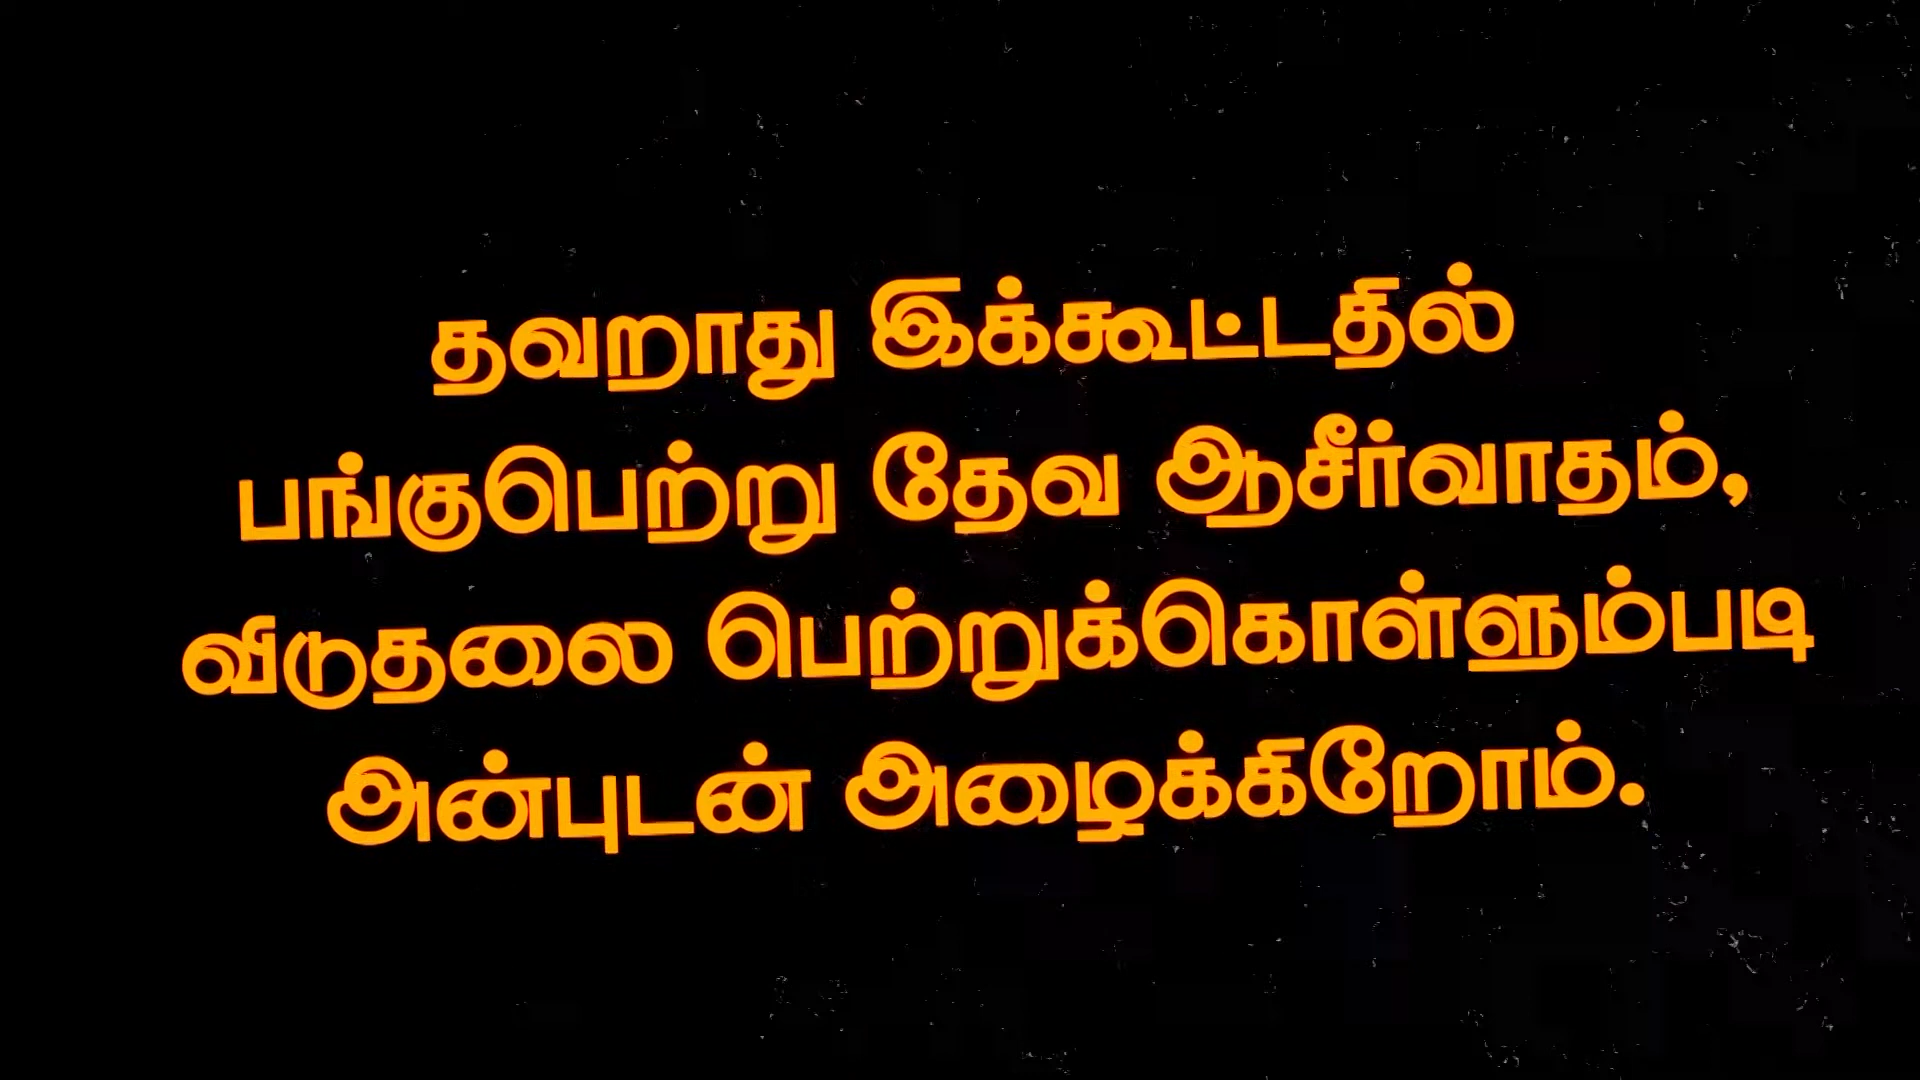 தவறாது இக்கூட்டதில்
பங்குபெற்று தேவ ஆசீர்வாதம்,
விடுதலை பெற்றுக்கொள்ளும்படி
அன்புடன் அழைக்கிறோம்.